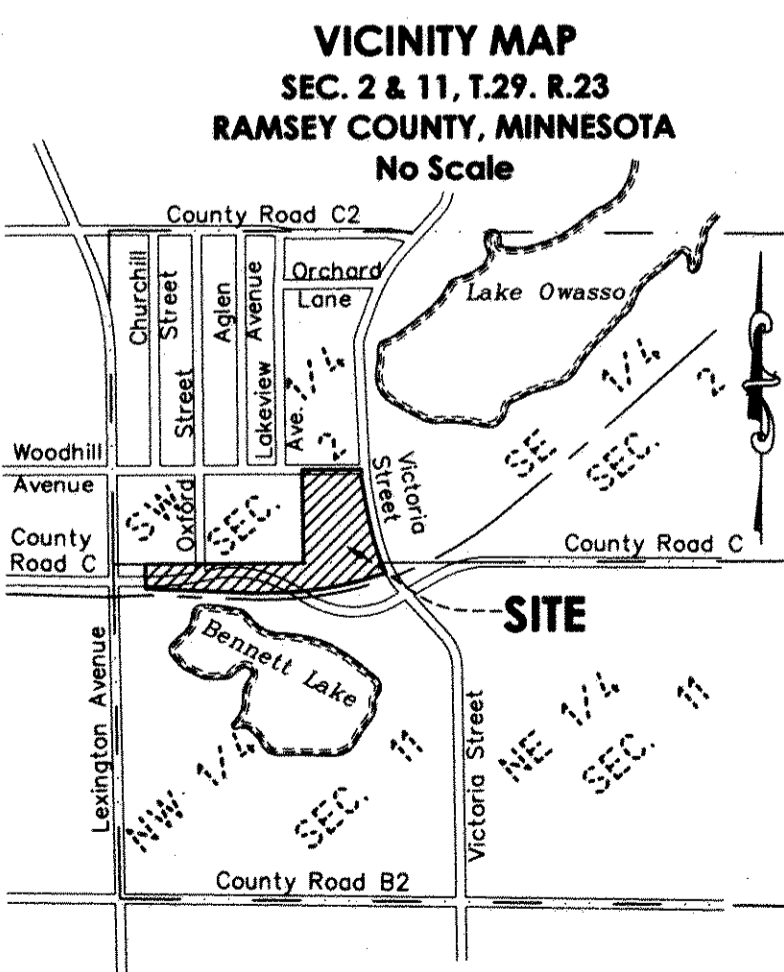 VICINITY MAP
SEC. 2 & 11, T.29. R.23
RAMSEY COUNTY, MINNESOTA
No Scale
County Road C2
Churchill
Street
Aglen
Avenue
Lakeview
Ave.
Orchard
Lane
Lake Owasso
1/4
2
1/4
2
SE
SEC.
Woodhill
Avenue
Street
Oxford
SW
SEC.
Victoria
Street
County
Road C
County Road C
SITE
Bennett Lake
Lexington Avenue
NW 1/4
SEC. 11
Victoria Street
NE 1/4
SEC. 11
County Road B2